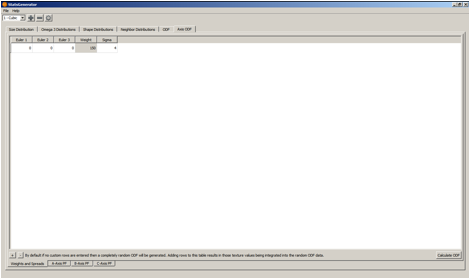 StatsGenerator
File Help
1 - Cubic
Size Distribution Omega 3 Distributions Shape Distributions Neighbor Distributions ODF Axis ODF
Euler 1 Euler 2 Euler 3 Weight Sigma
0 0 0 4
+ - By default if no custom rows are entered then a completely random ODF will be generated. Adding rows to this table results in those texture values being integrated into the random ODF data. Calculate ODF
Weights and Spreads A-Axis PF B-Axis PF C-Axis PF